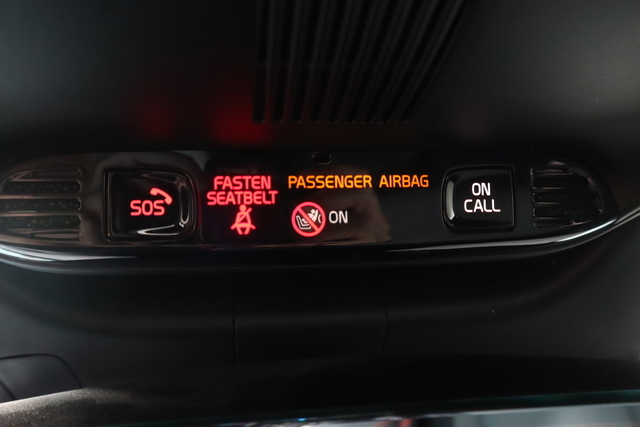 SOS
FASTEN
SEATBELT
PASSENGER AIRBAG
ON
ON
CALL